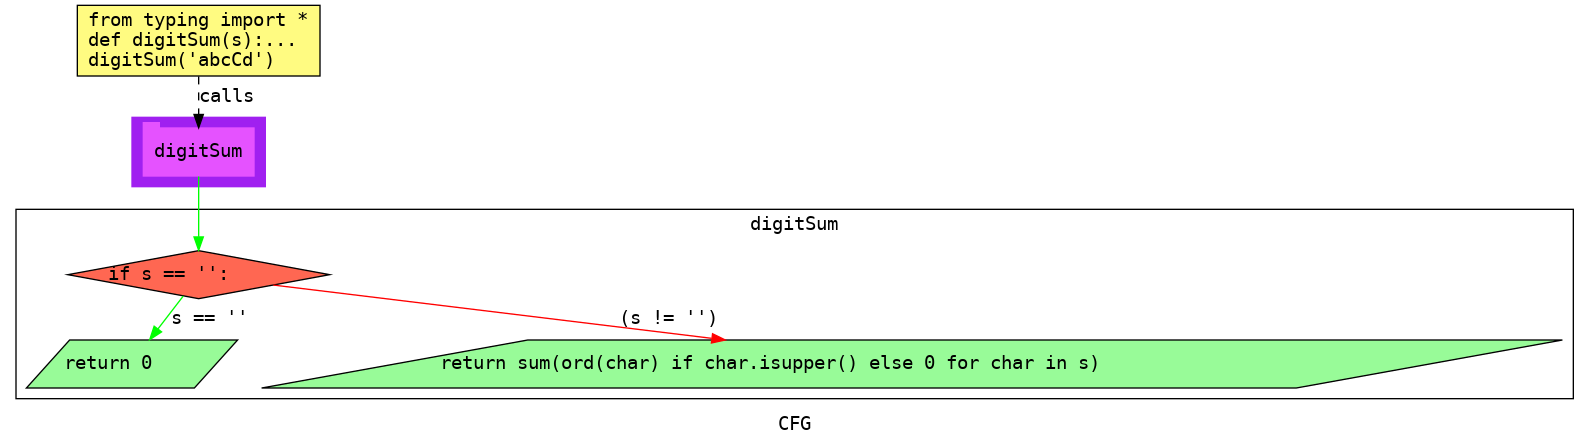 from typing import *
def digitSum(s):...
digitSum('abcCd')
calls
digitSum
digitSum
if s == '':
s == ''
(s != '')
return 0
return sum(ord(char) if char.isupper() else 0 for char in s)
CFG